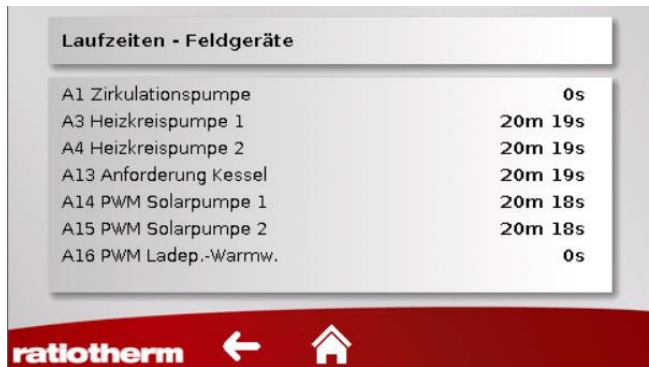 Laufzeiten - Feldgeräte
A1 Zirkulationspumpe 0s
A3 Heizkreispumpe 1 20m 19s
A4 Heizkreispumpe 2 20m 19s
A13 Anforderung Kessel 20m 19s
A14 PWM Solarpumpe 1 20m 18s
A15 PWM Solarpumpe 2 20m 18s
A16 PWM Ladep.-Warmw. 0s
ratiotherm